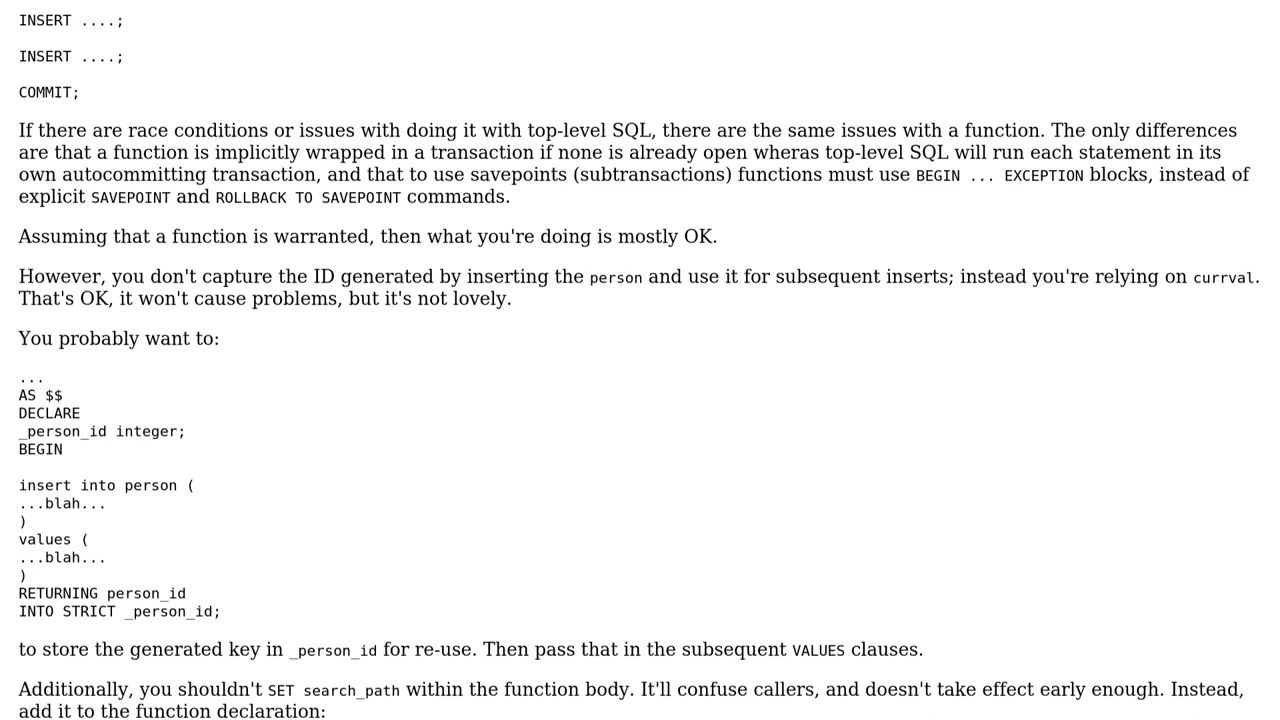 INSERT ....;
INSERT ....;
COMMIT;
If there are race conditions or issues with doing it with top-level SQL, there are the same issues with a function. The only differences
are that a function is implicitly wrapped in a transaction if none is already open wheras top-level SQL will run each statement in its
own autocommitting transaction, and that to use savepoints (subtransactions) functions must use BEGIN ... EXCEPTION blocks, instead of
explicit SAVEPOINT and ROLLBACK TO SAVEPOINT commands.
Assuming that a function is warranted, then what you're doing is mostly OK.
However, you don't capture the ID generated by inserting the person and use it for subsequent inserts; instead you're relying on currval.
That's OK, it won't cause problems, but it's not lovely.
You probably want to:
...
AS $$
DECLARE
_person_id integer;
BEGIN
insert into person (
...blah...
)
values (
...blah...
)
RETURNING person_id
INTO STRICT _person_id;
to store the generated key in _person_id for re-use. Then pass that in the subsequent VALUES clauses.
Additionally, you shouldn't SET search_path within the function body. It'll confuse callers, and doesn't take effect early enough. Instead,
add it to the function declaration: